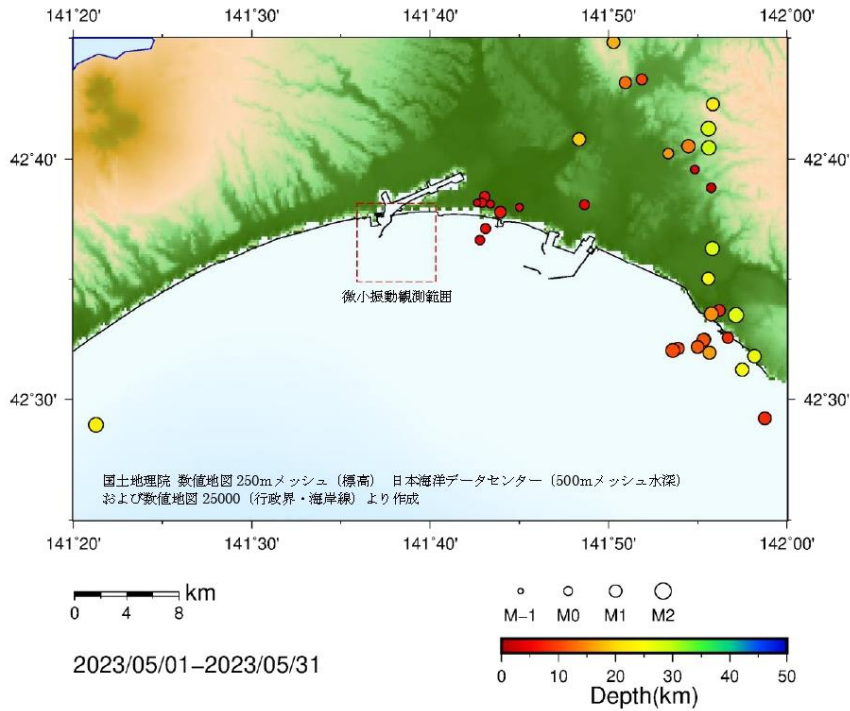 141˚20' 141˚30' 141˚40' 141˚50' 142˚00'
42˚40' 42˚40'
微小振動観測範囲
42˚30' 42˚30'
国土地理院 数値地図 250mメッシュ（標高） 日本海洋データセンター（500mメッシュ水深）
および数値地図 25000（行政界・海岸線）より作成
141˚20' 141˚30' 141˚40' 141˚50' 142˚00'
km
0 4 8
M−1 M0 M1 M2
2023/05/01−2023/05/31
0 10 20 30 40 50
Depth(km)